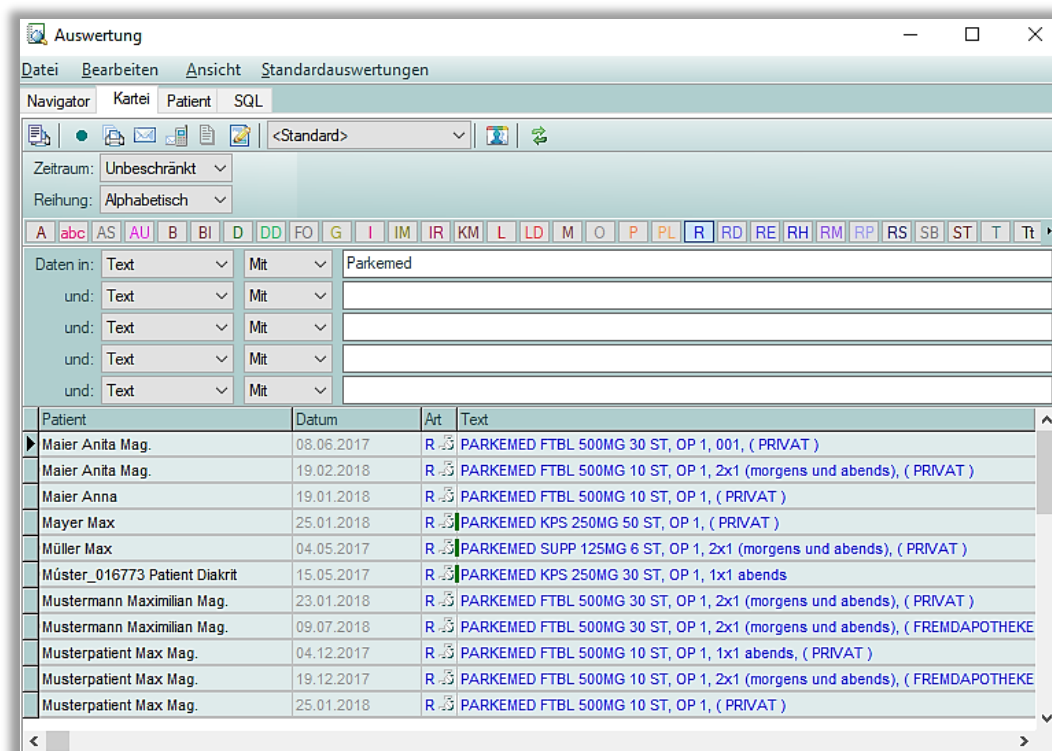 Auswertung
Datei Bearbeiten Ansicht Standardauswertungen
Navigator Kartei Patient SQL
<Standard>
Zeitraum: Unbeschränkt
Reihung: Alphabetisch
A abc AS AU B BI D DD FO G I IM IR KM L LD M O P PL R RD RE RH RM RP RS SB ST T Tt
Daten in: Text Mit Parkemed
und: Text Mit
und: Text Mit
und: Text Mit
und: Text Mit
Patient Datum Art Text
Maier Anita Mag. 08.06.2017 R PARKEMED FTBL 500MG 30 ST, OP 1, 001, ( PRIVAT )
Maier Anita Mag. 19.02.2018 R PARKEMED FTBL 500MG 10 ST, OP 1, 2x1 (morgens und abends), ( PRIVAT )
Maier Anna 19.01.2018 R PARKEMED FTBL 500MG 10 ST, OP 1, ( PRIVAT )
Mayer Max 25.01.2018 R PARKEMED KPS 250MG 50 ST, OP 1, ( PRIVAT )
Müller Max 04.05.2017 R PARKEMED SUPP 125MG 6 ST, OP 1, 2x1 (morgens und abends), ( PRIVAT )
Múster_016773 Patient Diakrit 15.05.2017 R PARKEMED KPS 250MG 30 ST, OP 1, 1x1 abends
Mustermann Maximilian Mag. 23.01.2018 R PARKEMED FTBL 500MG 30 ST, OP 1, 2x1 (morgens und abends), ( PRIVAT )
Mustermann Maximilian Mag. 09.07.2018 R PARKEMED FTBL 500MG 30 ST, OP 1, 2x1 (morgens und abends), ( FREMDAPOTHEKE
Musterpatient Max Mag. 04.12.2017 R PARKEMED FTBL 500MG 10 ST, OP 1, 1x1 abends, ( PRIVAT )
Musterpatient Max Mag. 19.12.2017 R PARKEMED FTBL 500MG 10 ST, OP 1, 2x1 (morgens und abends), ( FREMDAPOTHEKE
Musterpatient Max Mag. 25.01.2018 R PARKEMED FTBL 500MG 10 ST, OP 1, ( PRIVAT )